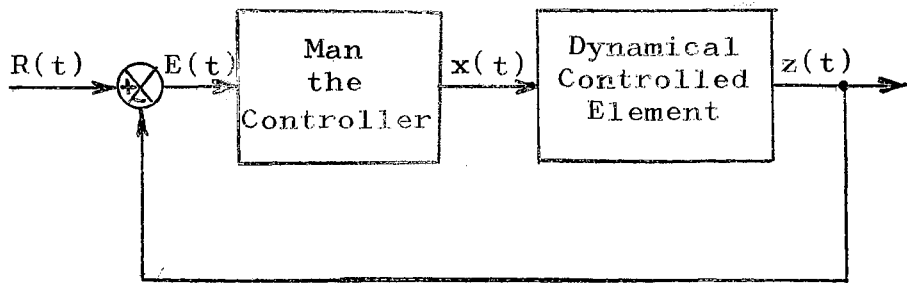 R(t)
+
-
E(t)
Man
the
Controller
x(t)
Dynamical
Controlled
Element
z(t)